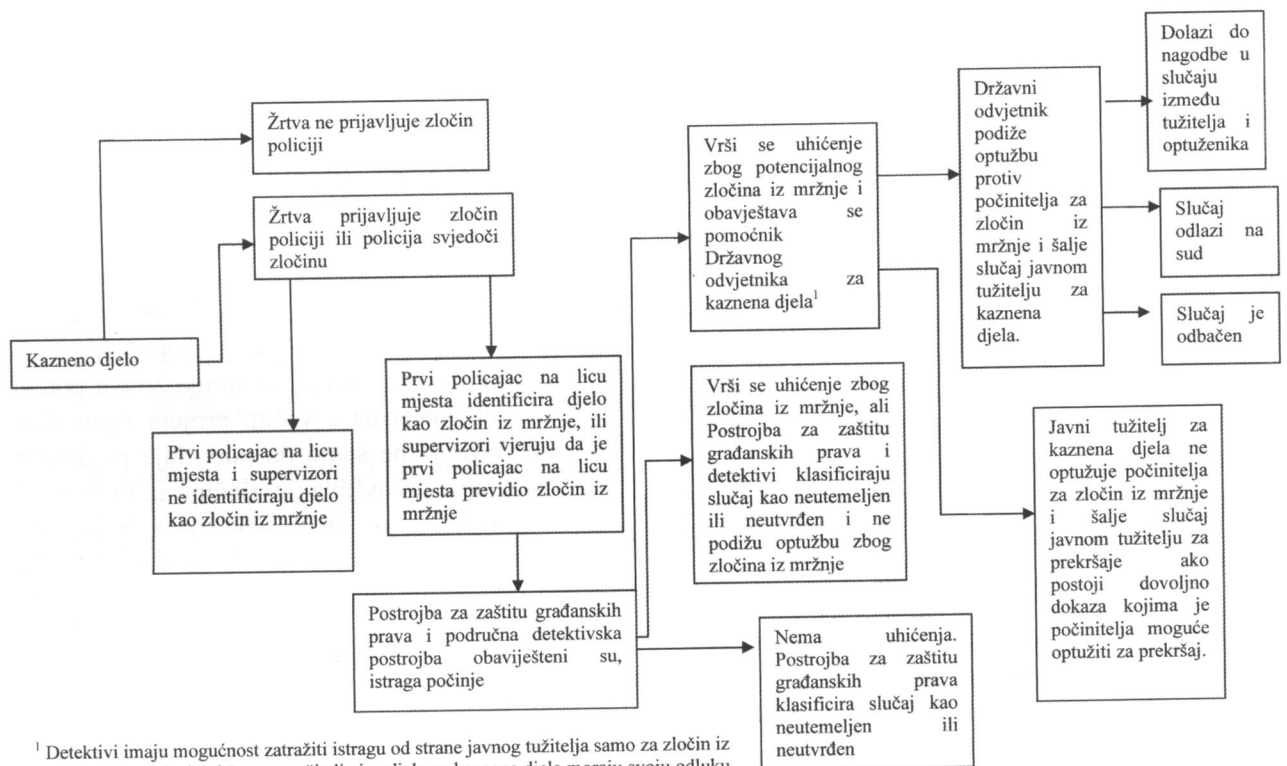 Žrtva ne prijavljuje zločin
policiji
Žrtva prijavljuje zločin
policiji ili policija svjedoči
zločinu
Kazneno djelo
Prvi policajac na licu
mjesta i supervizori
ne identificiraju djelo
kao zločin iz mržnje
Prvi policajac na licu
mjesta identificira djelo
kao zločin iz mržnje, ili
supervizori vjeruju da je
prvi policajac na licu
mjesta previdio zločin iz
mržnje
Postrojba za zaštitu građanskih
prava i područna detektivska
postrojba obaviješteni su,
istraga počinje
Vrši se uhićenje
zbog potencijalnog
zločina iz mržnje i
obavještava se
pomoćnik
Državnog
odvjetnika za
kaznena djela¹
Vrši se uhićenje zbog
zločina iz mržnje, ali
Postrojba za zaštitu
građanskih prava i
detektivi klasificiraju
slučaj kao neutemeljen
ili neutvrđen i ne
podižu optužbu zbog
zločina iz mržnje
Nema uhićenja.
Postrojba za zaštitu
građanskih prava
klasificira slučaj kao
neutemeljen ili
neutvrđen
Državni
odvjetnik
podiže
optužbu
protiv
počinitelja za
zločin iz
mržnje i šalje
slučaj javnom
tužitelju za
kaznena
djela.
Dolazi do
nagodbe u
slučaju
između
tužitelja i
optuženika
Slučaj
odlazi na
sud
Slučaj je
odbačen
Javni tužitelj za
kaznena djela ne
optužuje počinitelja
za zločin iz mržnje
i šalje slučaj
javnom tužitelju za
prekršaje ako
postoji dovoljno
dokaza kojima je
počinitelja moguće
optužiti za prekršaj.
¹ Detektivi imaju mogućnost zatražiti istragu od strane javnog tužitelja samo za zločin iz